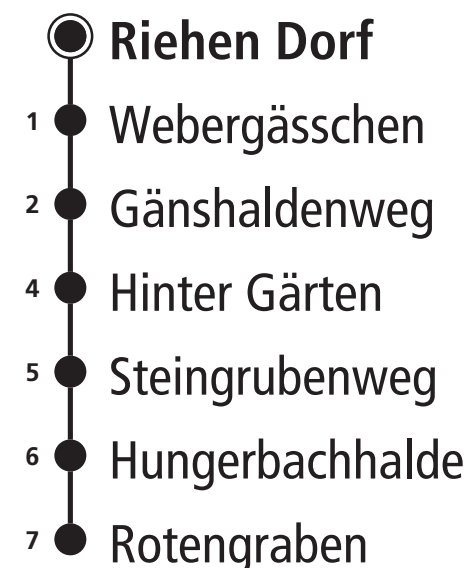 Riehen Dorf
1 Webergässchen
2 Gänshaldenweg
4 Hinter Gärten
5 Steingrubenweg
6 Hungerbachhalde
7 Rotengraben